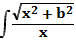 ∫ √(x² + b²) / x